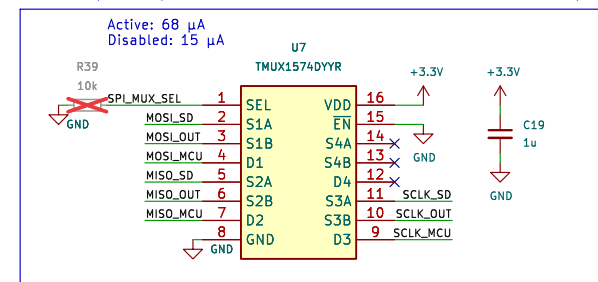 Active: 68 µA
Disabled: 15 µA
U7
TMUX1574DYYR
R39
10k
GND
SPI_MUX_SEL
1 SEL VDD 16 +3.3V
MOSI_SD 2 S1A EN 15 GND
MOSI_OUT 3 S1B S4A 14
MOSI_MCU 4 D1 S4B 13
MISO_SD 5 S2A D4 12
MISO_OUT 6 S2B S3A 11 SCLK_SD
MISO_MCU 7 D2 S3B 10 SCLK_OUT
GND 8 GND D3 9 SCLK_MCU
+3.3V
C19
1u
GND